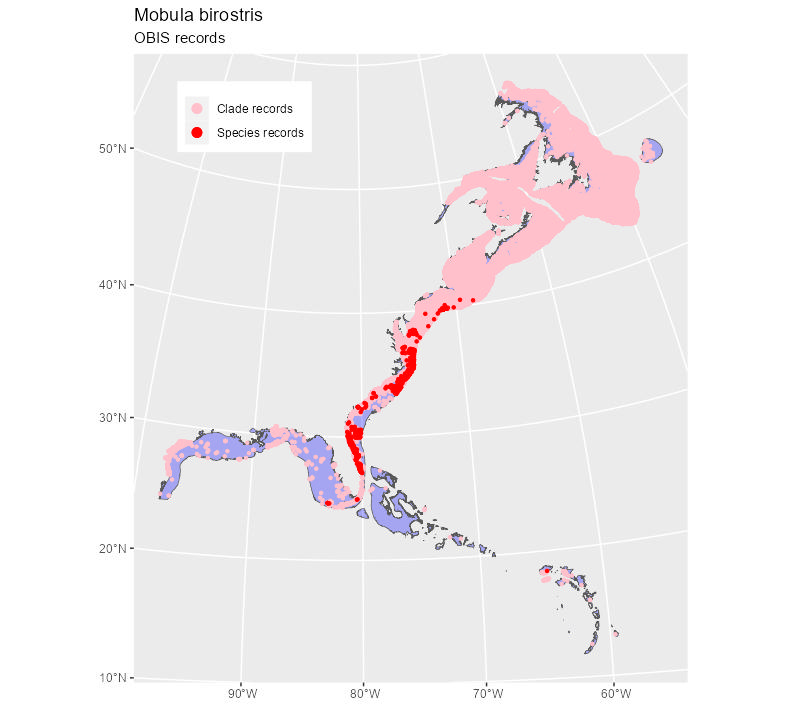 Mobula birostris
OBIS records
Clade records
Species records
50°N
40°N
30°N
20°N
10°N
90°W
80°W
70°W
60°W